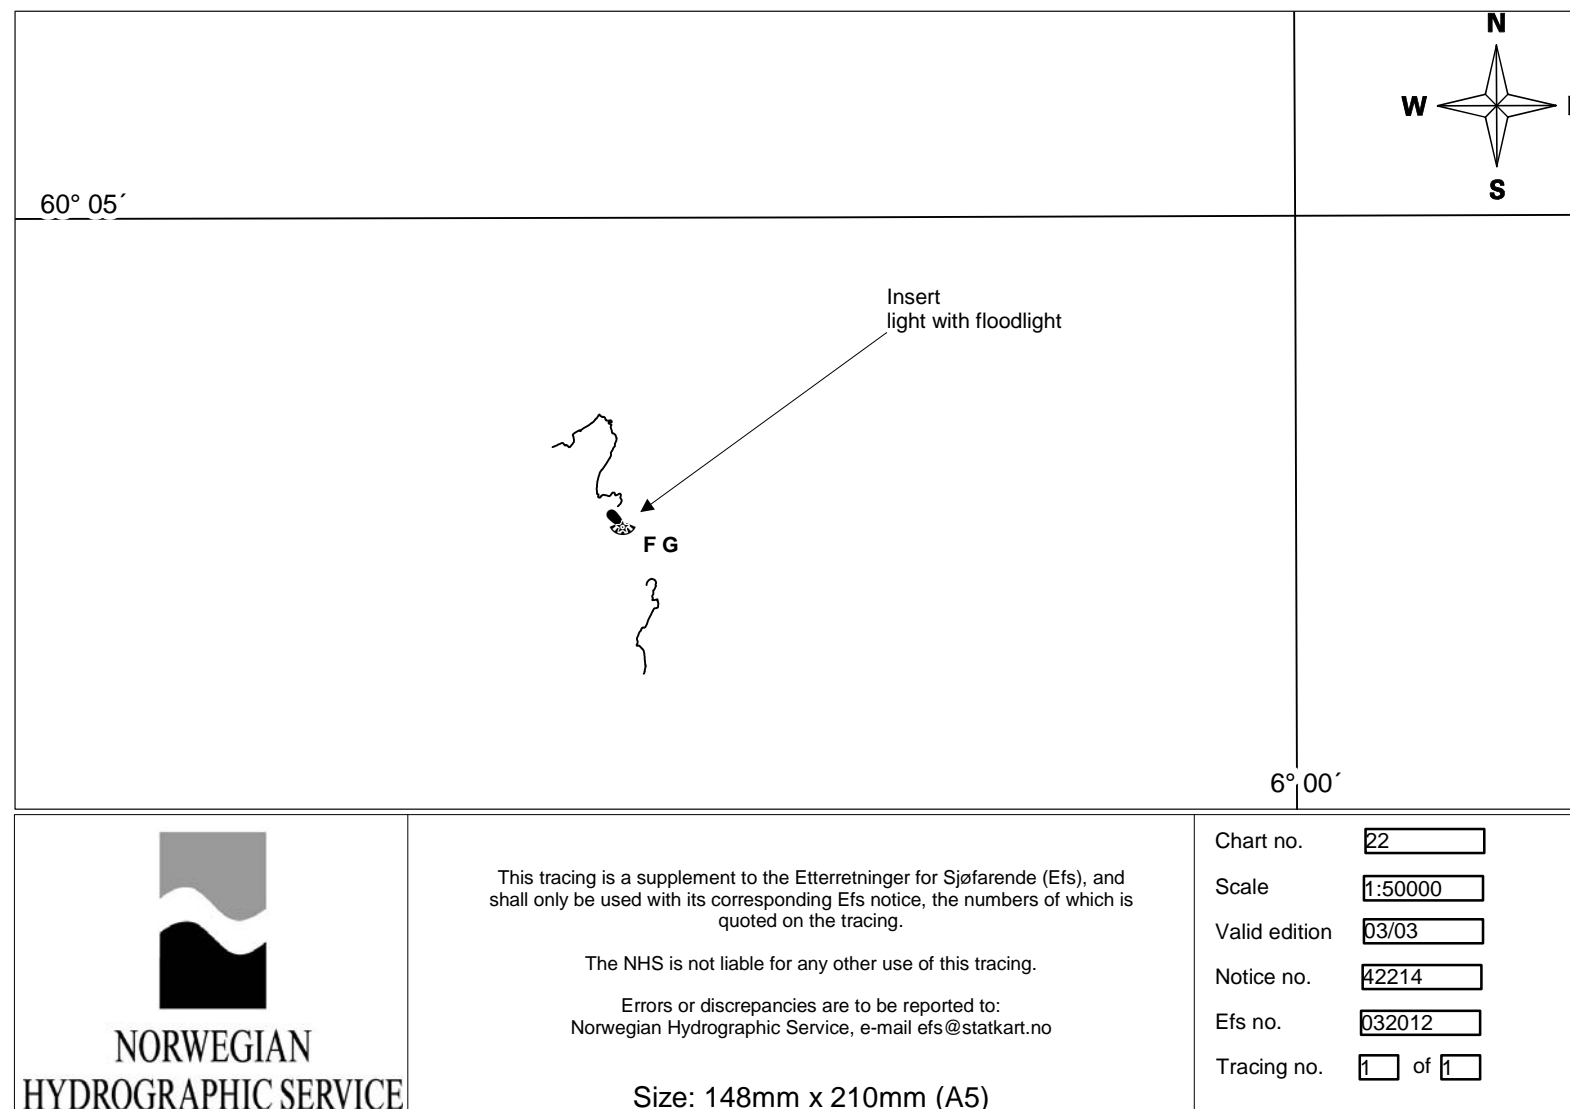 N
W
S
60° 05´
Insert
light with floodlight
F G
6° 00´
NORWEGIAN
HYDROGRAPHIC SERVICE
This tracing is a supplement to the Etterretninger for Sjøfarende (Efs), and
shall only be used with its corresponding Efs notice, the numbers of which is
quoted on the tracing.
The NHS is not liable for any other use of this tracing.
Errors or discrepancies are to be reported to:
Norwegian Hydrographic Service, e-mail efs@statkart.no
Size: 148mm x 210mm (A5)
Chart no. 22
Scale 1:50000
Valid edition 03/03
Notice no. 42214
Efs no. 032012
Tracing no. 1 of 1